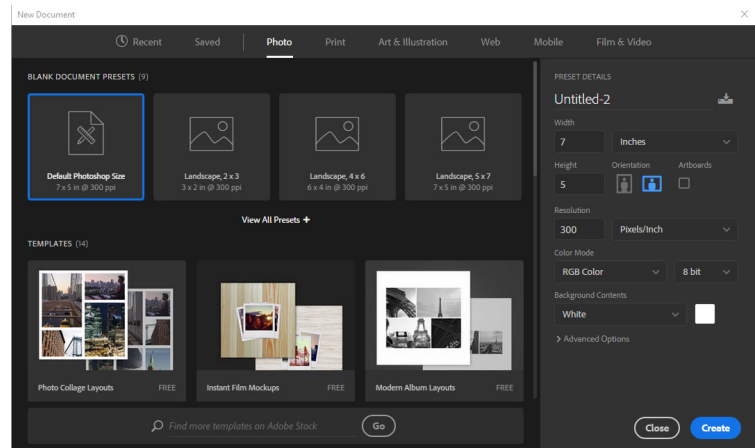 New Document
Recent Saved Photo Print Art & Illustration Web Mobile Film & Video
BLANK DOCUMENT PRESETS (9)
Default Photoshop Size
7 x 5 in @ 300 ppi
Landscape, 2 x 3
3 x 2 in @ 300 ppi
Landscape, 4 x 6
6 x 4 in @ 300 ppi
Landscape, 5 x 7
7 x 5 in @ 300 ppi
View All Presets +
TEMPLATES (14)
Photo Collage Layouts FREE
Instant Film Mockups FREE
Modern Album Layouts FREE
Find more templates on Adobe Stock Go
PRESET DETAILS
Untitled-2
Width
7 Inches
Height Orientation Artboards
5
Resolution
300 Pixels/Inch
Color Mode
RGB Color 8 bit
Background Contents
White
Advanced Options
Close Create